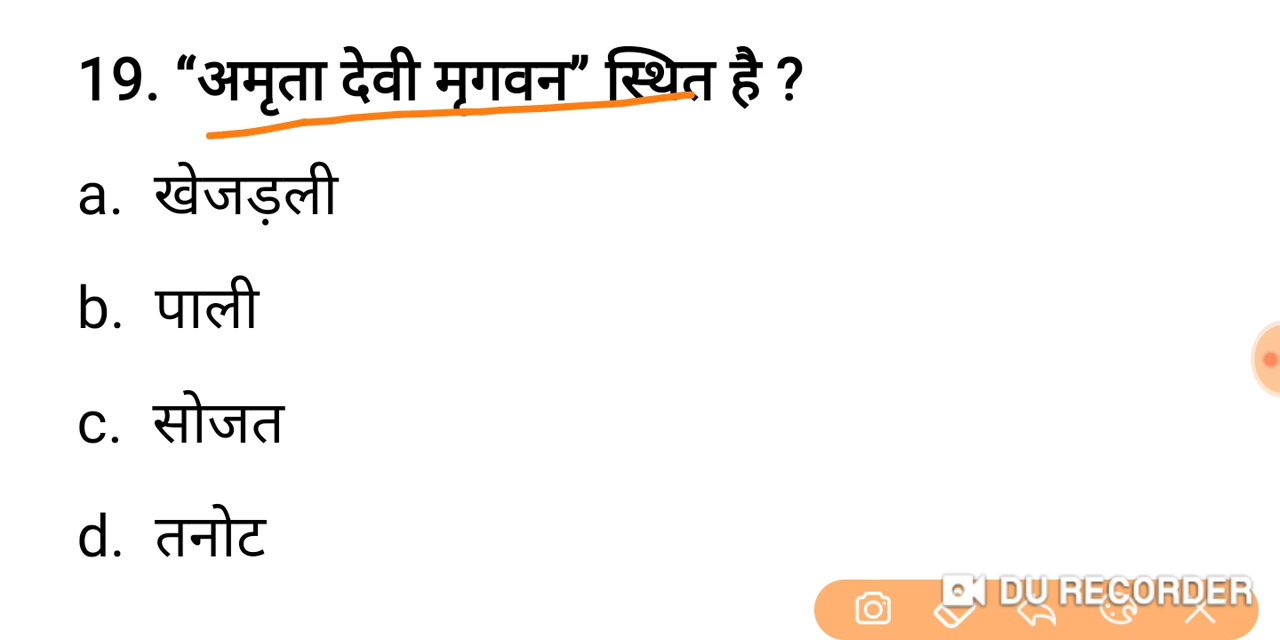 19. “अमृता देवी मृगवन” स्थित है ?
a. खेजड़ली
b. पाली
c. सोजत
d. तनोट
DU RECORDER